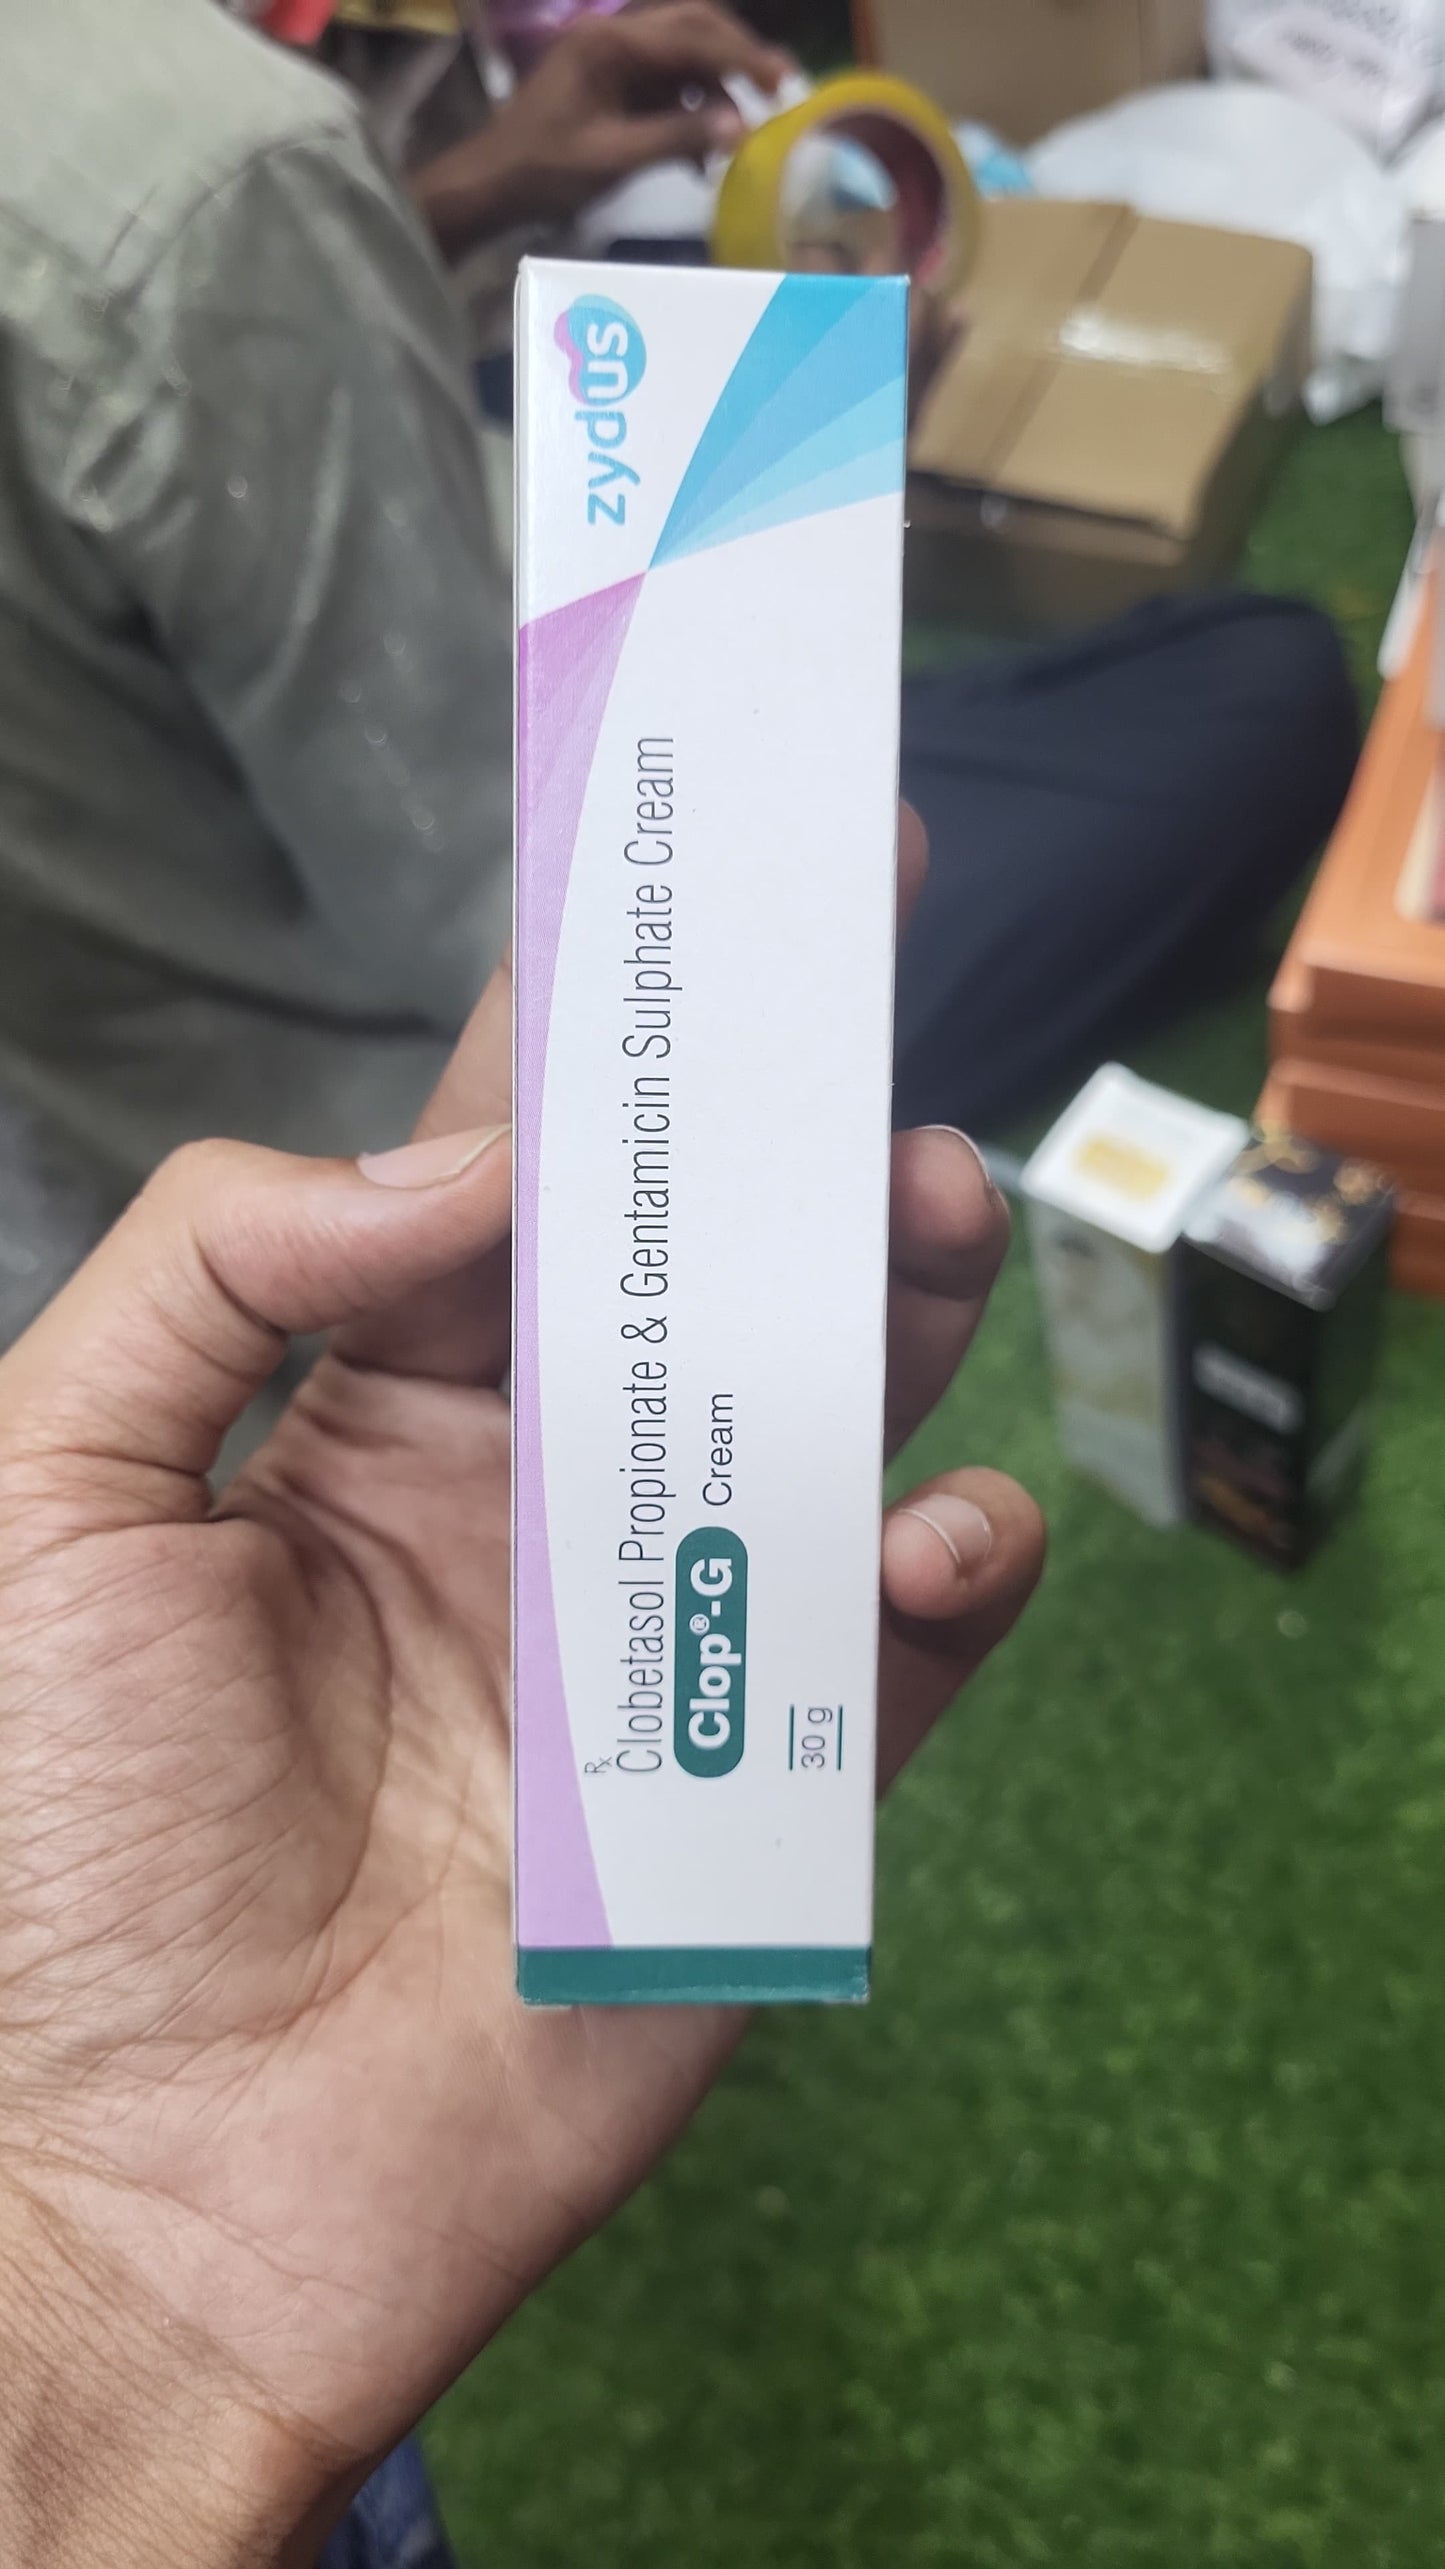 zydus
Rx
Clobetasol Propionate & Gentamicin Sulphate Cream
Clop®-G Cream
30 g